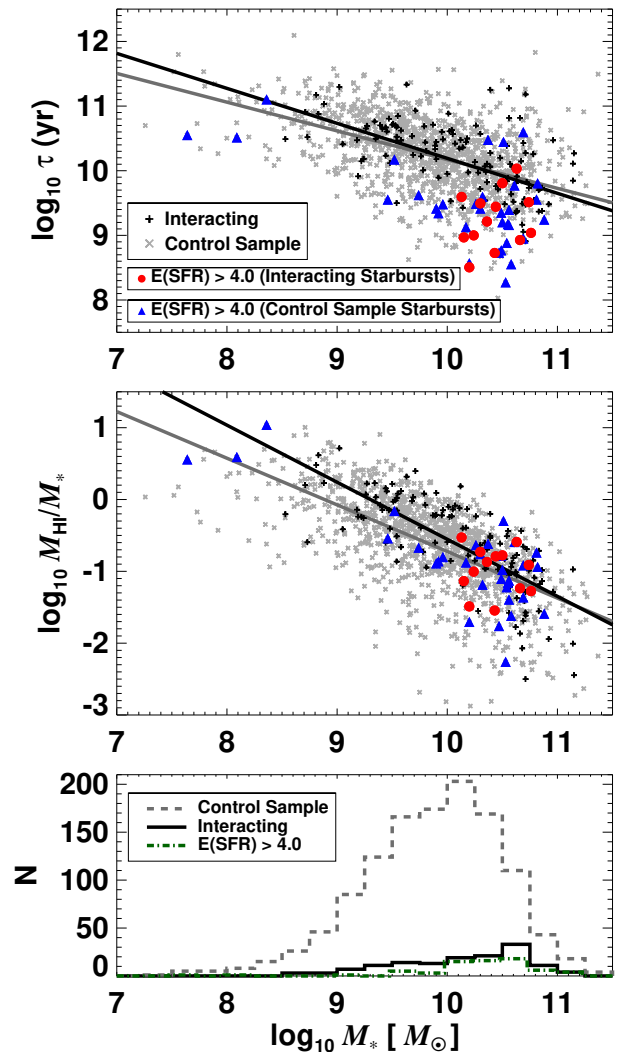 12
11
10
9
8
log₁₀ τ (yr)
+ Interacting
× Control Sample
● E(SFR) > 4.0 (Interacting Starbursts)
▲ E(SFR) > 4.0 (Control Sample Starbursts)
7 8 9 10 11
1
0
-1
-2
-3
log₁₀ M_HI/M_*
7 8 9 10 11
200
150
100
50
0
N
Control Sample
Interacting
E(SFR) > 4.0
7 8 9 10 11
log₁₀ M_* [ M_⊙ ]